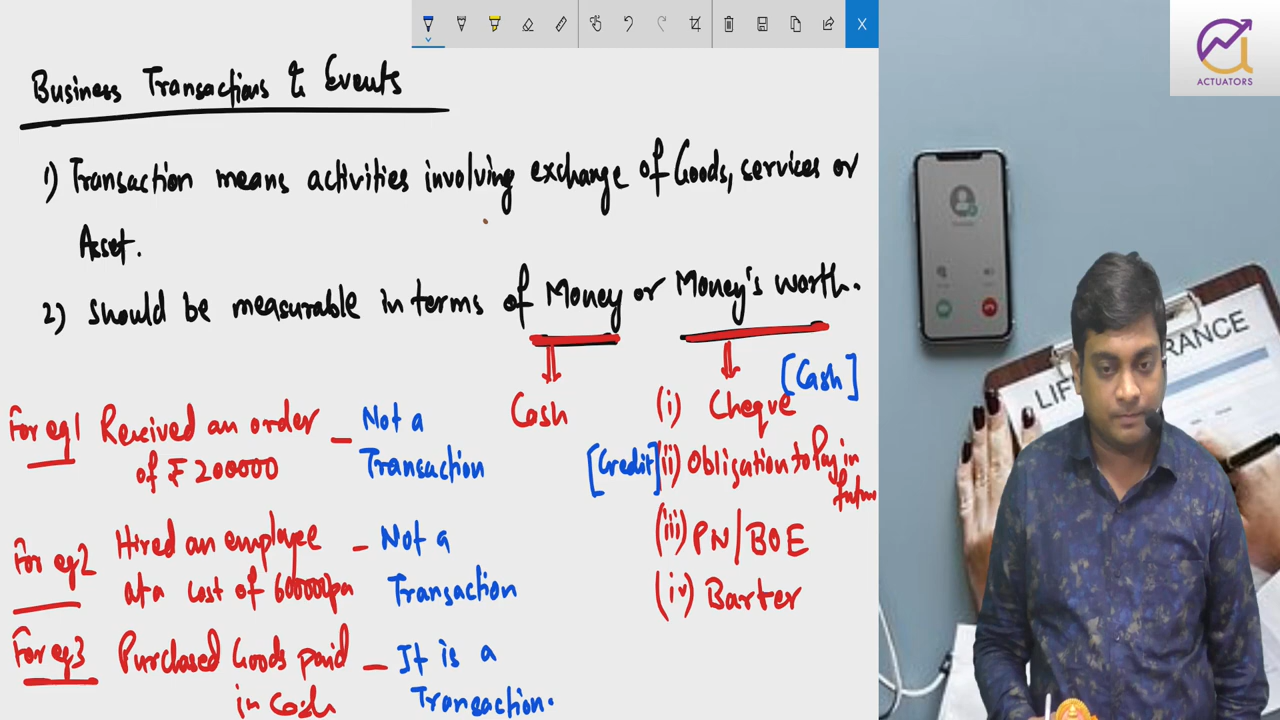 ACTUATORS
Business Transactions & Events
1) Transaction means activities involving exchange of Goods, services or
Asset.
2) Should be measurable in terms of Money or Money's worth.
Cash
[Cash]
(i) Cheque
[Credit] (ii) Obligation to Pay in
future
(iii) PN/BOE
(iv) Barter
For eg1 Received an order
of ₹ 200000
– Not a
Transaction
For eg2 Hired an employee
at a cost of 600000pa
– Not a
Transaction
For eg3 Purchased Goods paid
in Cash
– It is a
Transaction.
LIFE
RANCE